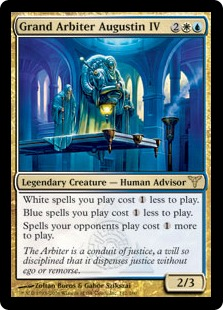 Grand Arbiter Augustin IV 2
Legendary Creature — Human Advisor
White spells you play cost 1 less to play.
Blue spells you play cost 1 less to play.
Spells your opponents play cost 1 more
to play.
The Arbiter is a conduit of justice, a will so
disciplined that it dispenses justice without
ego or remorse.
Zoltan Boros & Gabor Szikszai
2/3